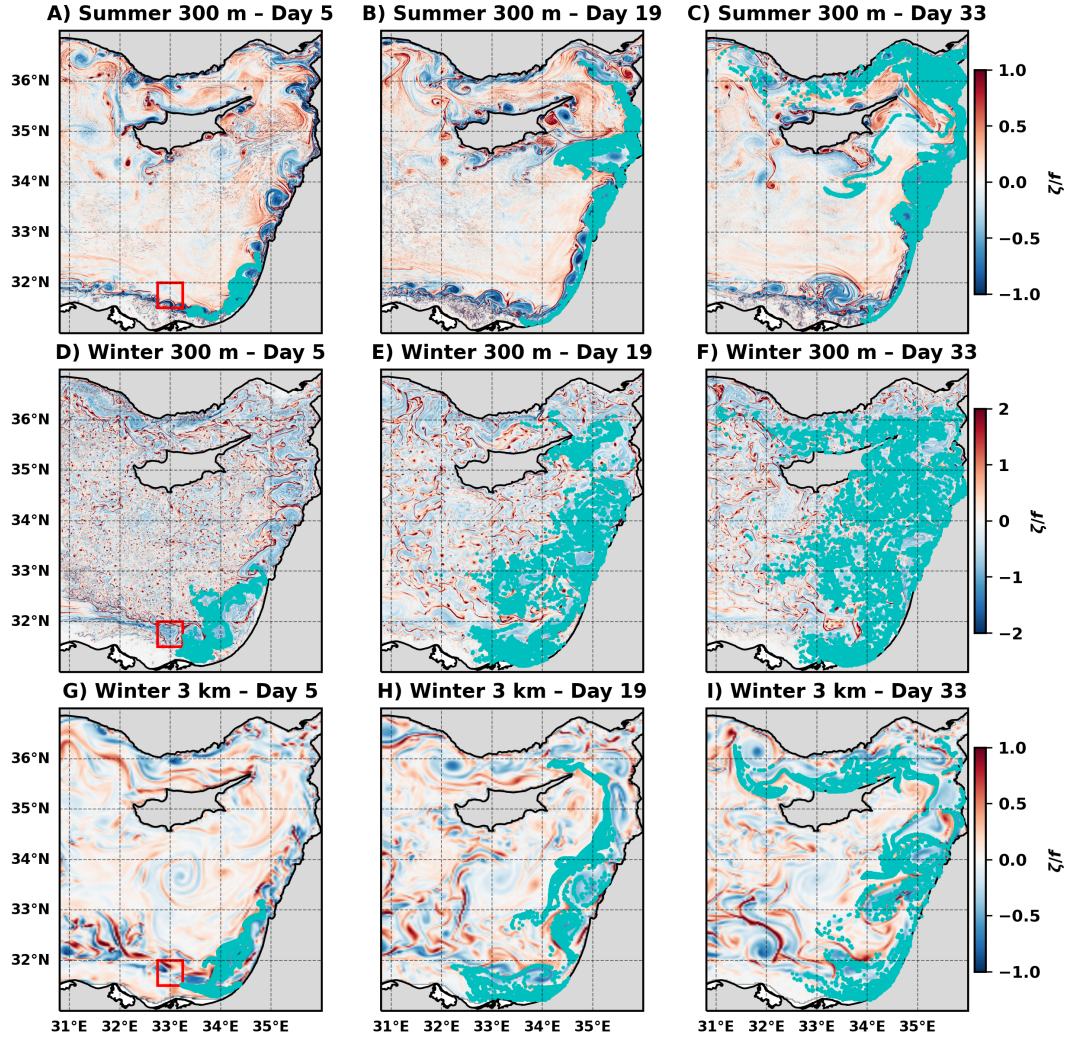 A) Summer 300 m – Day 5 B) Summer 300 m – Day 19 C) Summer 300 m – Day 33
36°N
35°N
34°N
33°N
32°N
1.0
0.5
0.0
−0.5
−1.0
ζ/f
D) Winter 300 m – Day 5 E) Winter 300 m – Day 19 F) Winter 300 m – Day 33
36°N
35°N
34°N
33°N
32°N
2
1
0
−1
−2
ζ/f
G) Winter 3 km – Day 5 H) Winter 3 km – Day 19 I) Winter 3 km – Day 33
36°N
35°N
34°N
33°N
32°N
1.0
0.5
0.0
−0.5
−1.0
ζ/f
31°E 32°E 33°E 35°E 31°E 32°E 33°E 35°E 31°E 32°E 33°E 35°E